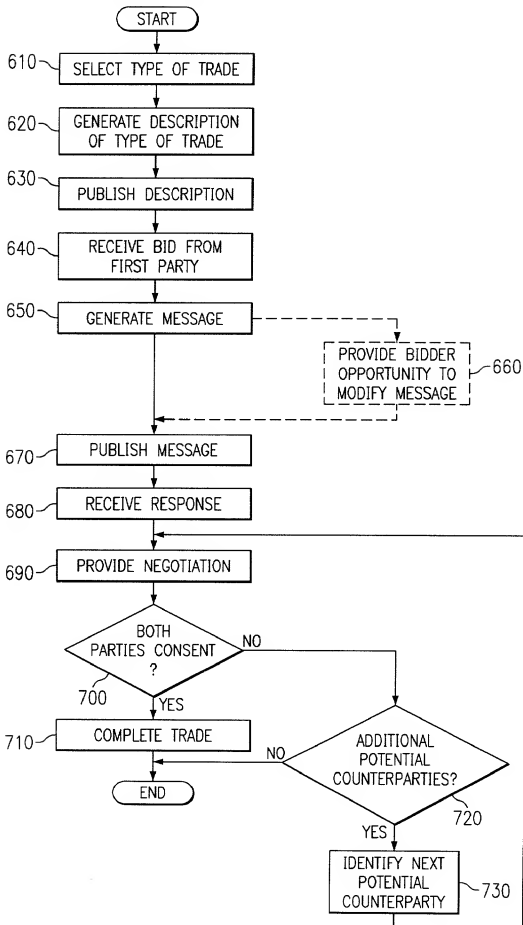 START
610
SELECT TYPE OF TRADE
620
GENERATE DESCRIPTION
OF TYPE OF TRADE
630
PUBLISH DESCRIPTION
640
RECEIVE BID FROM
FIRST PARTY
650
GENERATE MESSAGE
PROVIDE BIDDER
OPPORTUNITY TO
MODIFY MESSAGE
660
670
PUBLISH MESSAGE
680
RECEIVE RESPONSE
690
PROVIDE NEGOTIATION
BOTH
PARTIES CONSENT
?
NO
700
YES
710
COMPLETE TRADE
NO
ADDITIONAL
POTENTIAL
COUNTERPARTIES?
END
720
YES
IDENTIFY NEXT
POTENTIAL
COUNTERPARTY
730